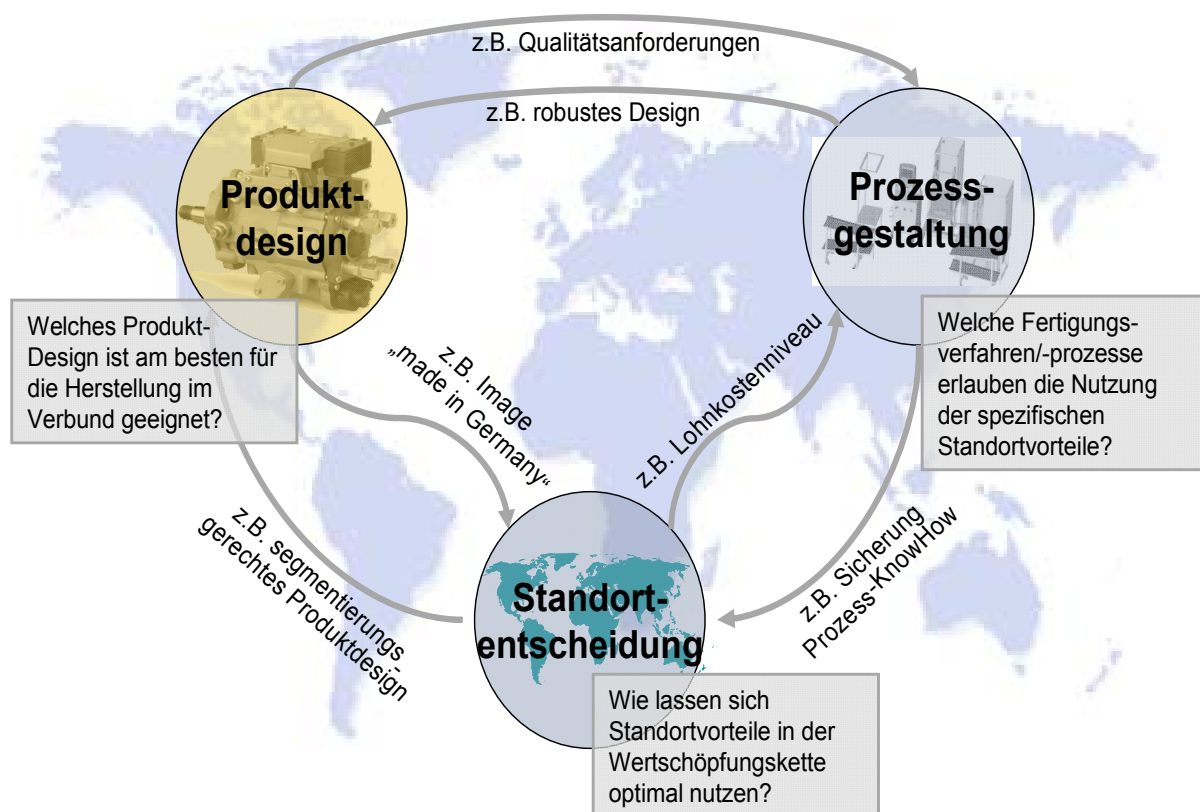 z.B. Qualitätsanforderungen
z.B. robustes Design
Produkt-
design
Prozess-
gestaltung
Welches Produkt-
Design ist am besten für
die Herstellung im
Verbund geeignet?
Welche Fertigungs-
verfahren/-prozesse
erlauben die Nutzung
der spezifischen
Standortvorteile?
z.B. Image
„made in
Germany“
z.B. Lohnkostenniveau
z.B. segmentierungs-
gerechtes Produktdesign
z.B. Sicherung
Prozess-KnowHow
Standort-
entscheidung
Wie lassen sich
Standortvorteile in der
Wertschöpfungskette
optimal nutzen?